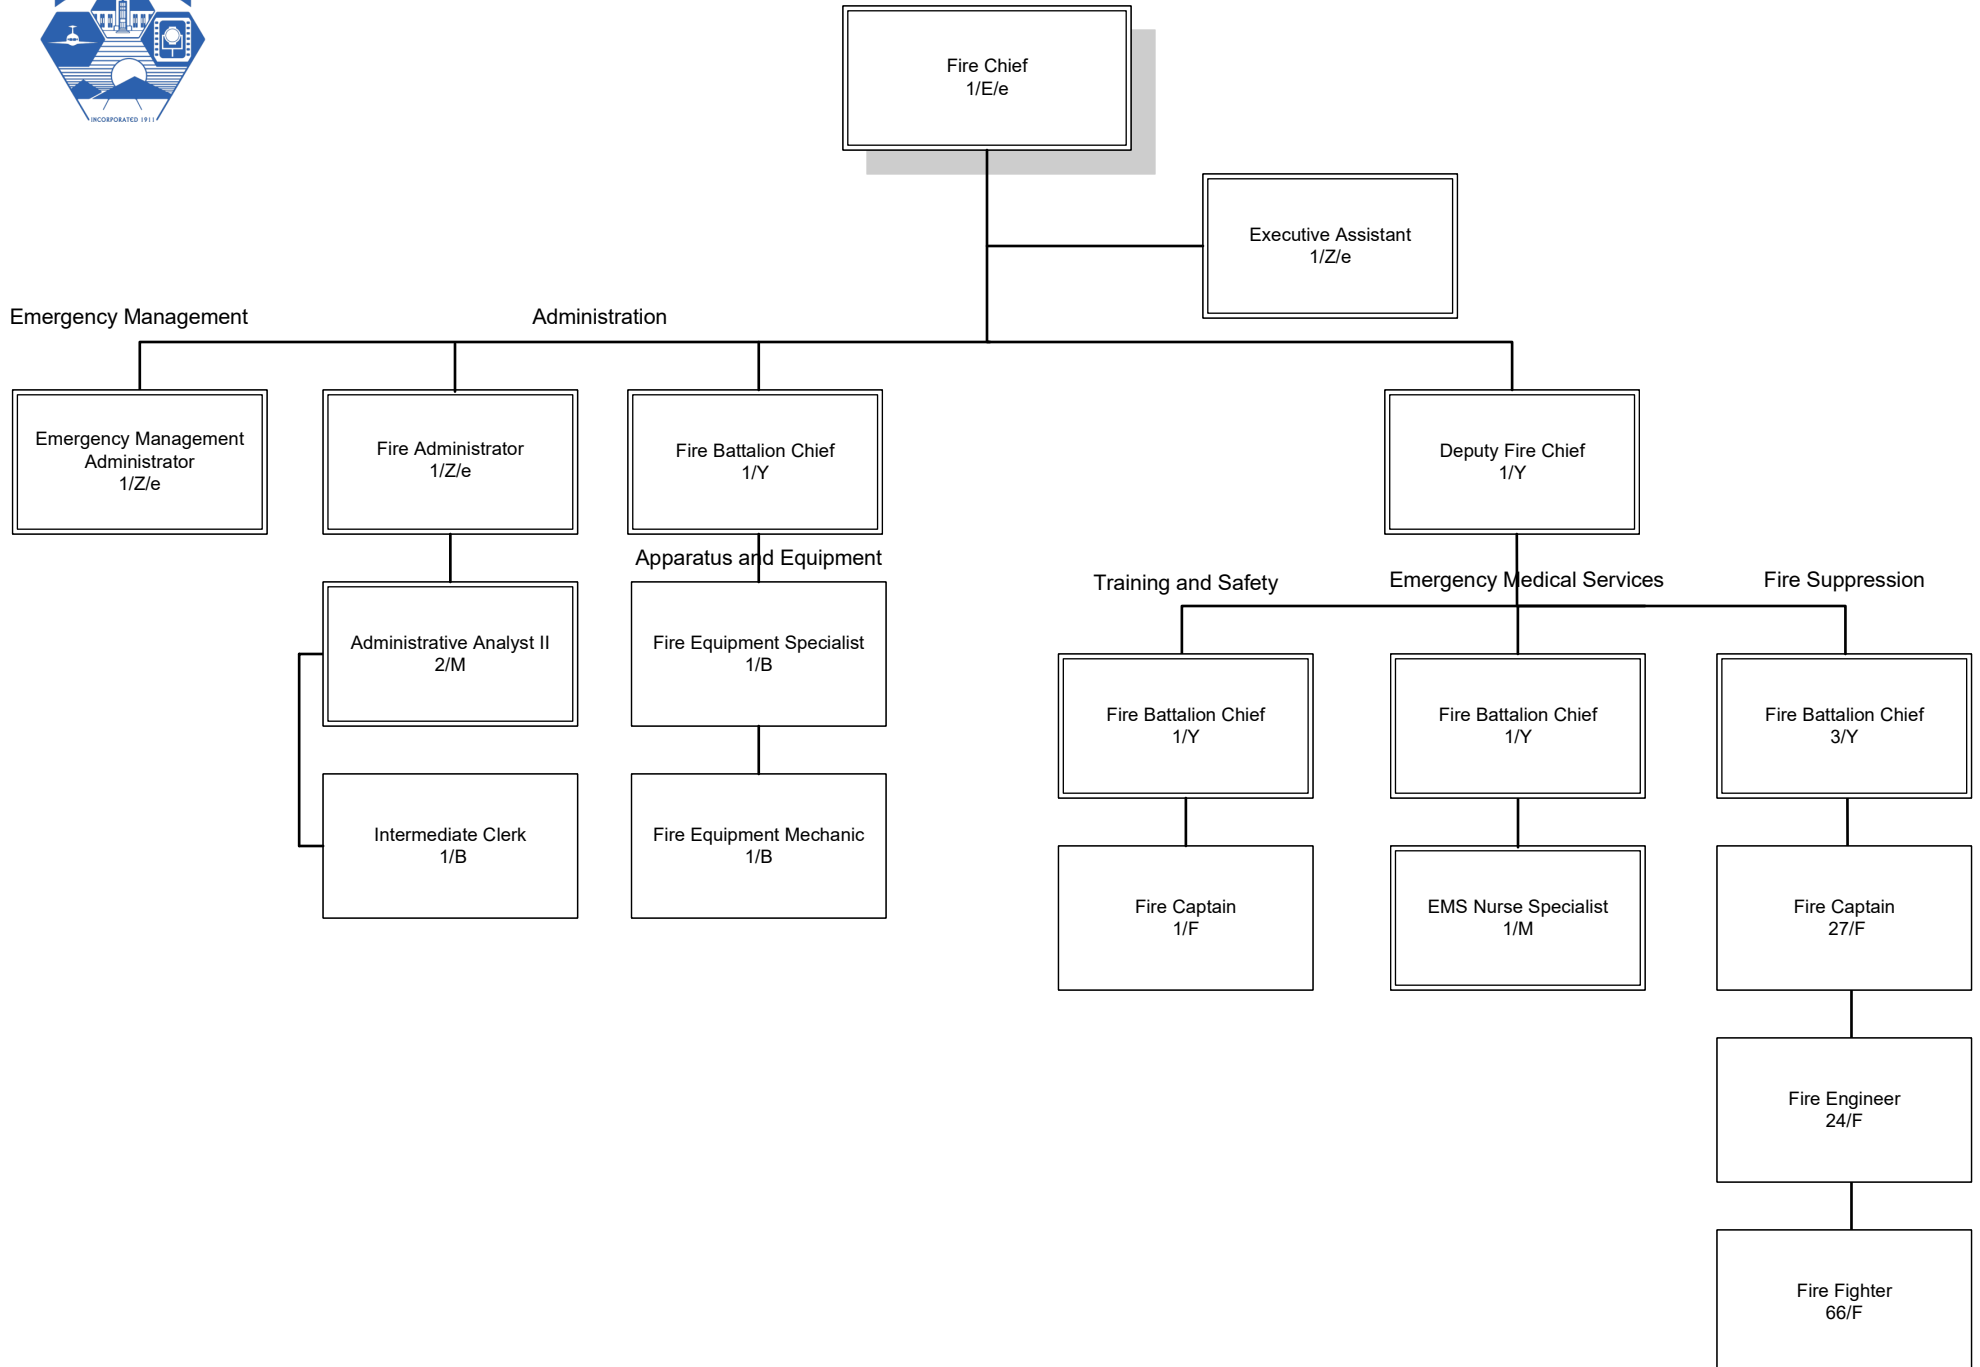 INCORPORATED 1911
Fire Chief
1/E/e
Executive Assistant
1/Z/e
Emergency Management
Administration
Emergency Management
Administrator
1/Z/e
Fire Administrator
1/Z/e
Fire Battalion Chief
1/Y
Deputy Fire Chief
1/Y
Apparatus and Equipment
Training and Safety
Emergency Medical Services
Fire Suppression
Administrative Analyst II
2/M
Fire Equipment Specialist
1/B
Fire Battalion Chief
1/Y
Fire Battalion Chief
1/Y
Fire Battalion Chief
3/Y
Intermediate Clerk
1/B
Fire Equipment Mechanic
1/B
Fire Captain
1/F
EMS Nurse Specialist
1/M
Fire Captain
27/F
Fire Engineer
24/F
Fire Fighter
66/F